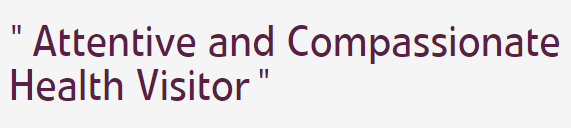 " Attentive and Compassionate
Health Visitor "